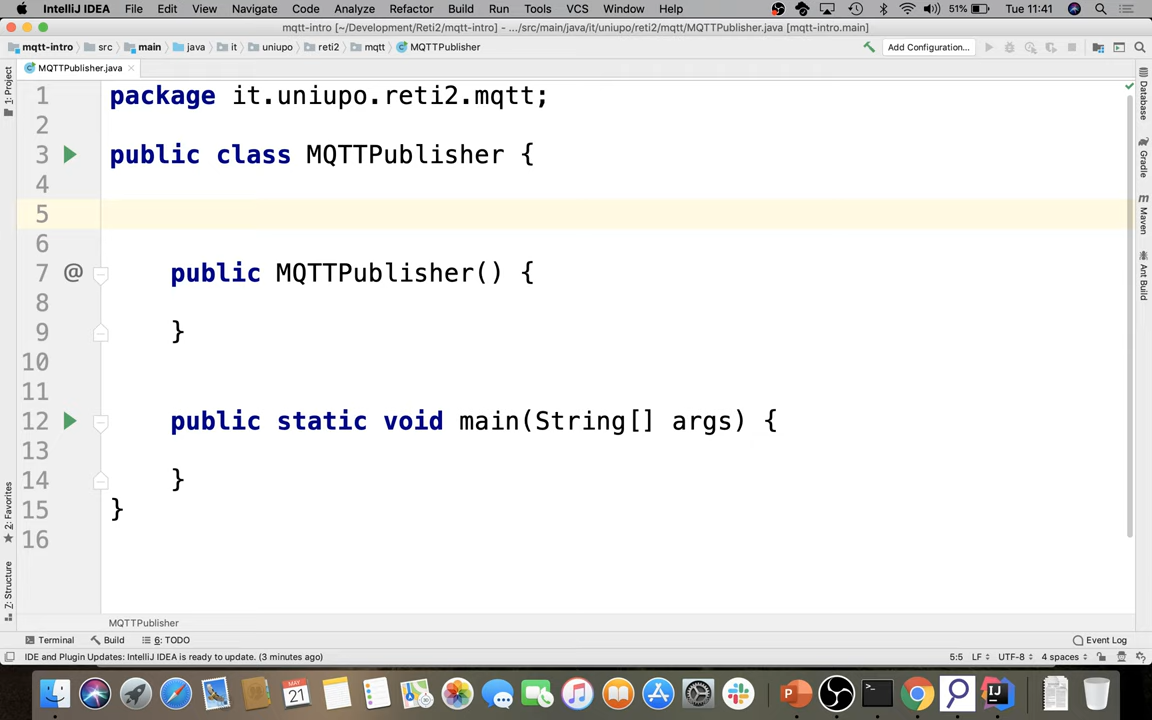 IntelliJ IDEA File Edit View Navigate Code Analyze Refactor Build Run Tools VCS Window Help 51% Tue 11:41
mqtt-intro [~/Development/Reti2/mqtt-intro] - .../src/main/java/it/uniupo/reti2/mqtt/MQTTPublisher.java [mqtt-intro.main]
mqtt-intro src main java it uniupo reti2 mqtt MQTTPublisher Add Configuration...
MQTTPublisher.java
1: Project
Database
Gradle
m
Maven
Ant Build
1 package it.uniupo.reti2.mqtt;
2
3 public class MQTTPublisher {
4
5
6
7 @ public MQTTPublisher() {
8
9 }
10
11
12 public static void main(String[] args) {
13
14 }
15 }
16
2: Favorites
Z: Structure
MQTTPublisher
Terminal Build 6: TODO Event Log
IDE and Plugin Updates: IntelliJ IDEA is ready to update. (3 minutes ago) 5:5 LF UTF-8 4 spaces
MAY
21
IJ